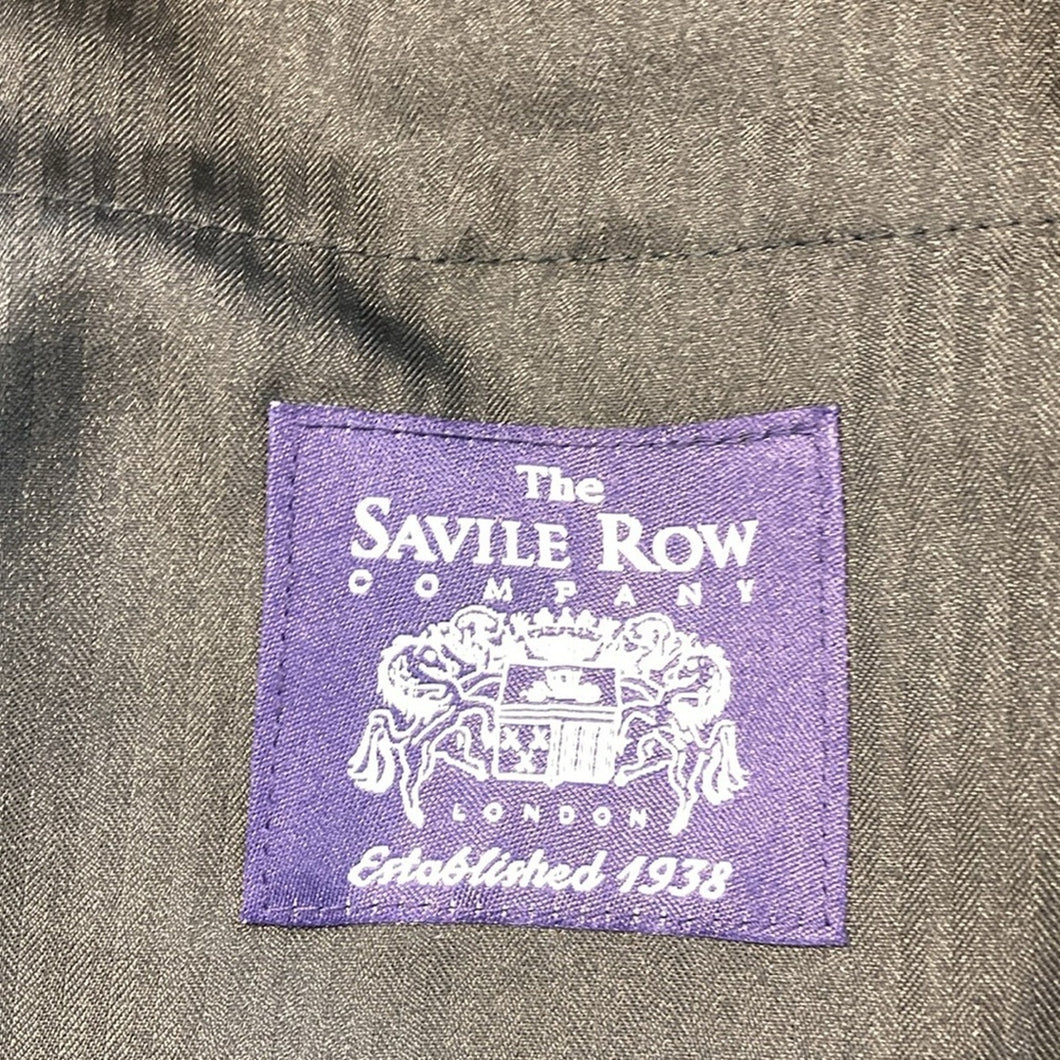 The
SAVILE ROW
COMPANY
LONDON
Established 1938